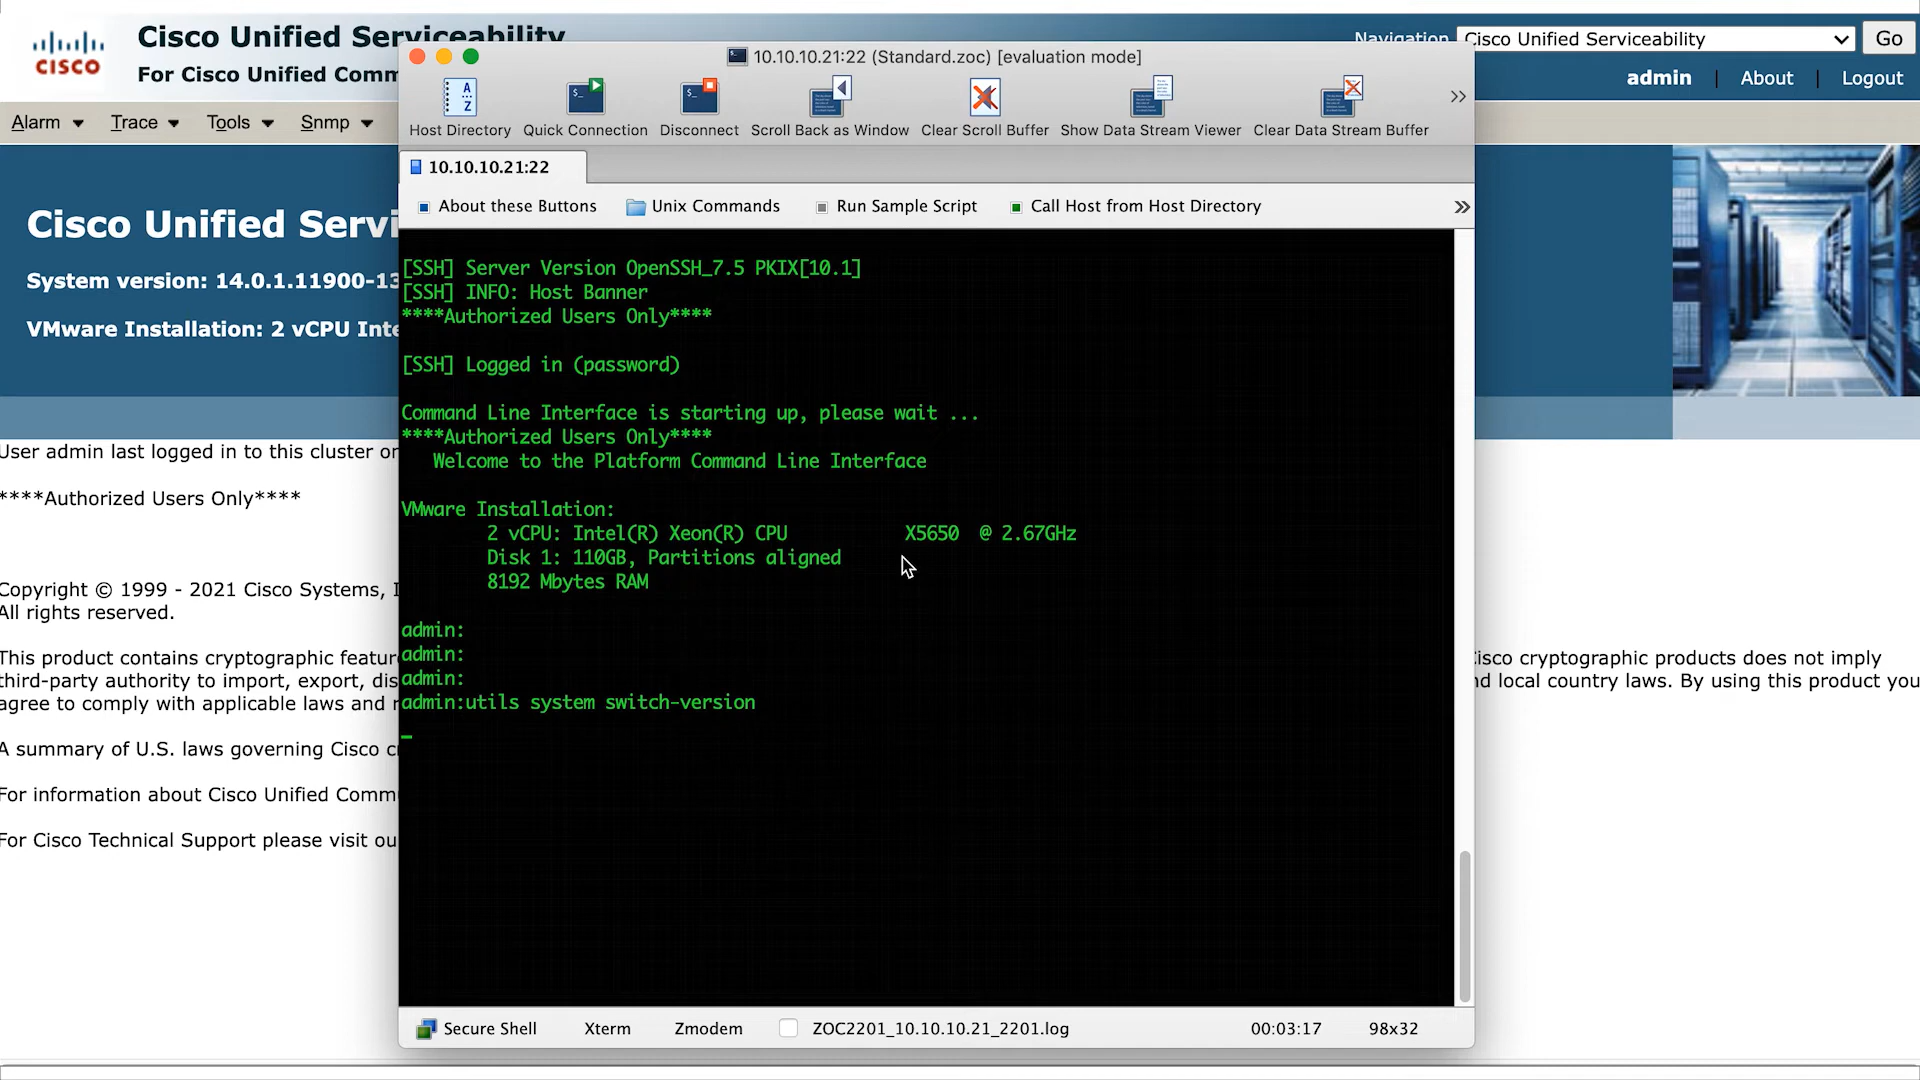 Cisco Unified Serviceability
For Cisco Unified Comm
Navigation Cisco Unified Serviceability Go
admin | About | Logout
CISCO
Alarm Trace Tools Snmp
10.10.10.21:22 (Standard.zoc) [evaluation mode]
Host Directory Quick Connection Disconnect Scroll Back as Window Clear Scroll Buffer Show Data Stream Viewer Clear Data Stream Buffer
10.10.10.21:22
About these Buttons Unix Commands Run Sample Script Call Host from Host Directory
Cisco Unified Servi
System version: 14.0.1.11900-13
VMware Installation: 2 vCPU Inte
User admin last logged in to this cluster on
****Authorized Users Only****
Copyright © 1999 - 2021 Cisco Systems, I
All rights reserved.
This product contains cryptographic featur
Cisco cryptographic products does not imply
third-party authority to import, export, dis
nd local country laws. By using this product you
agree to comply with applicable laws and r
A summary of U.S. laws governing Cisco c
For information about Cisco Unified Comm
For Cisco Technical Support please visit ou
[SSH] Server Version OpenSSH_7.5 PKIX[10.1]
[SSH] INFO: Host Banner
****Authorized Users Only****
[SSH] Logged in (password)
Command Line Interface is starting up, please wait ...
****Authorized Users Only****
Welcome to the Platform Command Line Interface
VMware Installation:
2 vCPU: Intel(R) Xeon(R) CPU X5650 @ 2.67GHz
Disk 1: 110GB, Partitions aligned
8192 Mbytes RAM
admin:
admin:
admin:
admin:utils system switch-version
Secure Shell Xterm Zmodem ZOC2201_10.10.10.21_2201.log 00:03:17 98x32